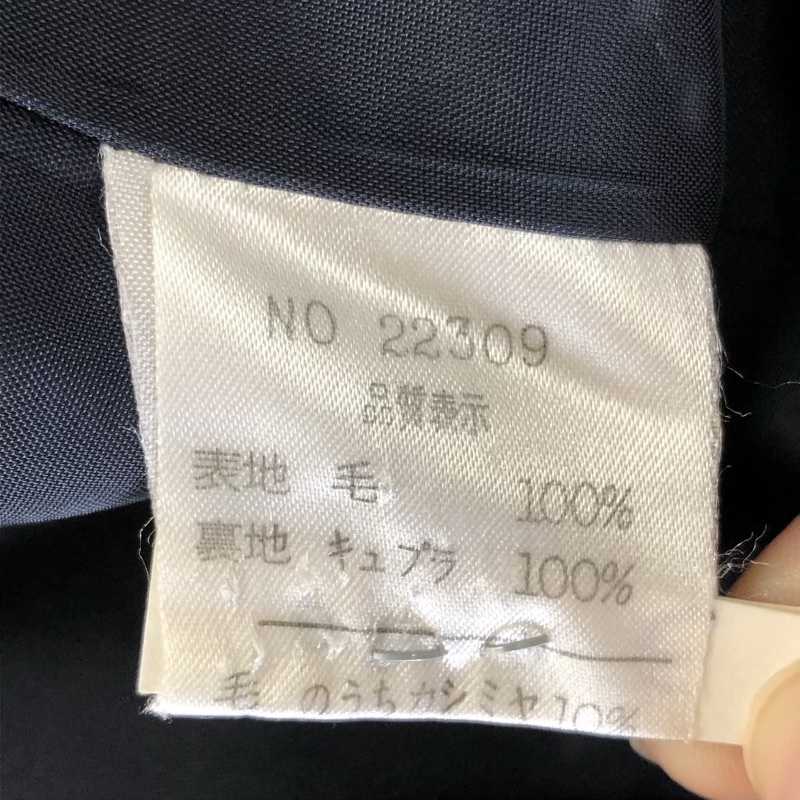 NO 22309
品質表示
表地 毛 100%
裏地 キュプラ 100%
毛 のうちカシミヤ10%